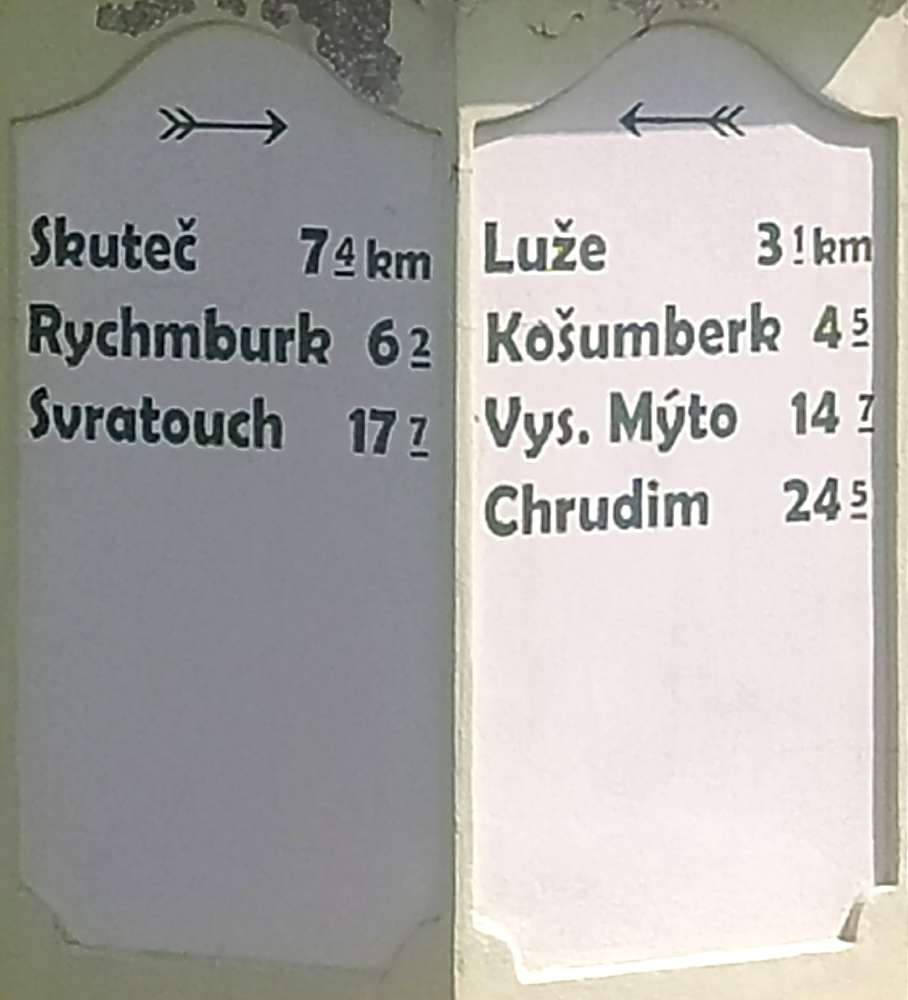 Skuteč 7 4 km
Rychmburk 6 2
Svratouch 17 7
Luže 3 1 km
Košumberk 4 5
Vys. Mýto 14 7
Chrudim 24 5